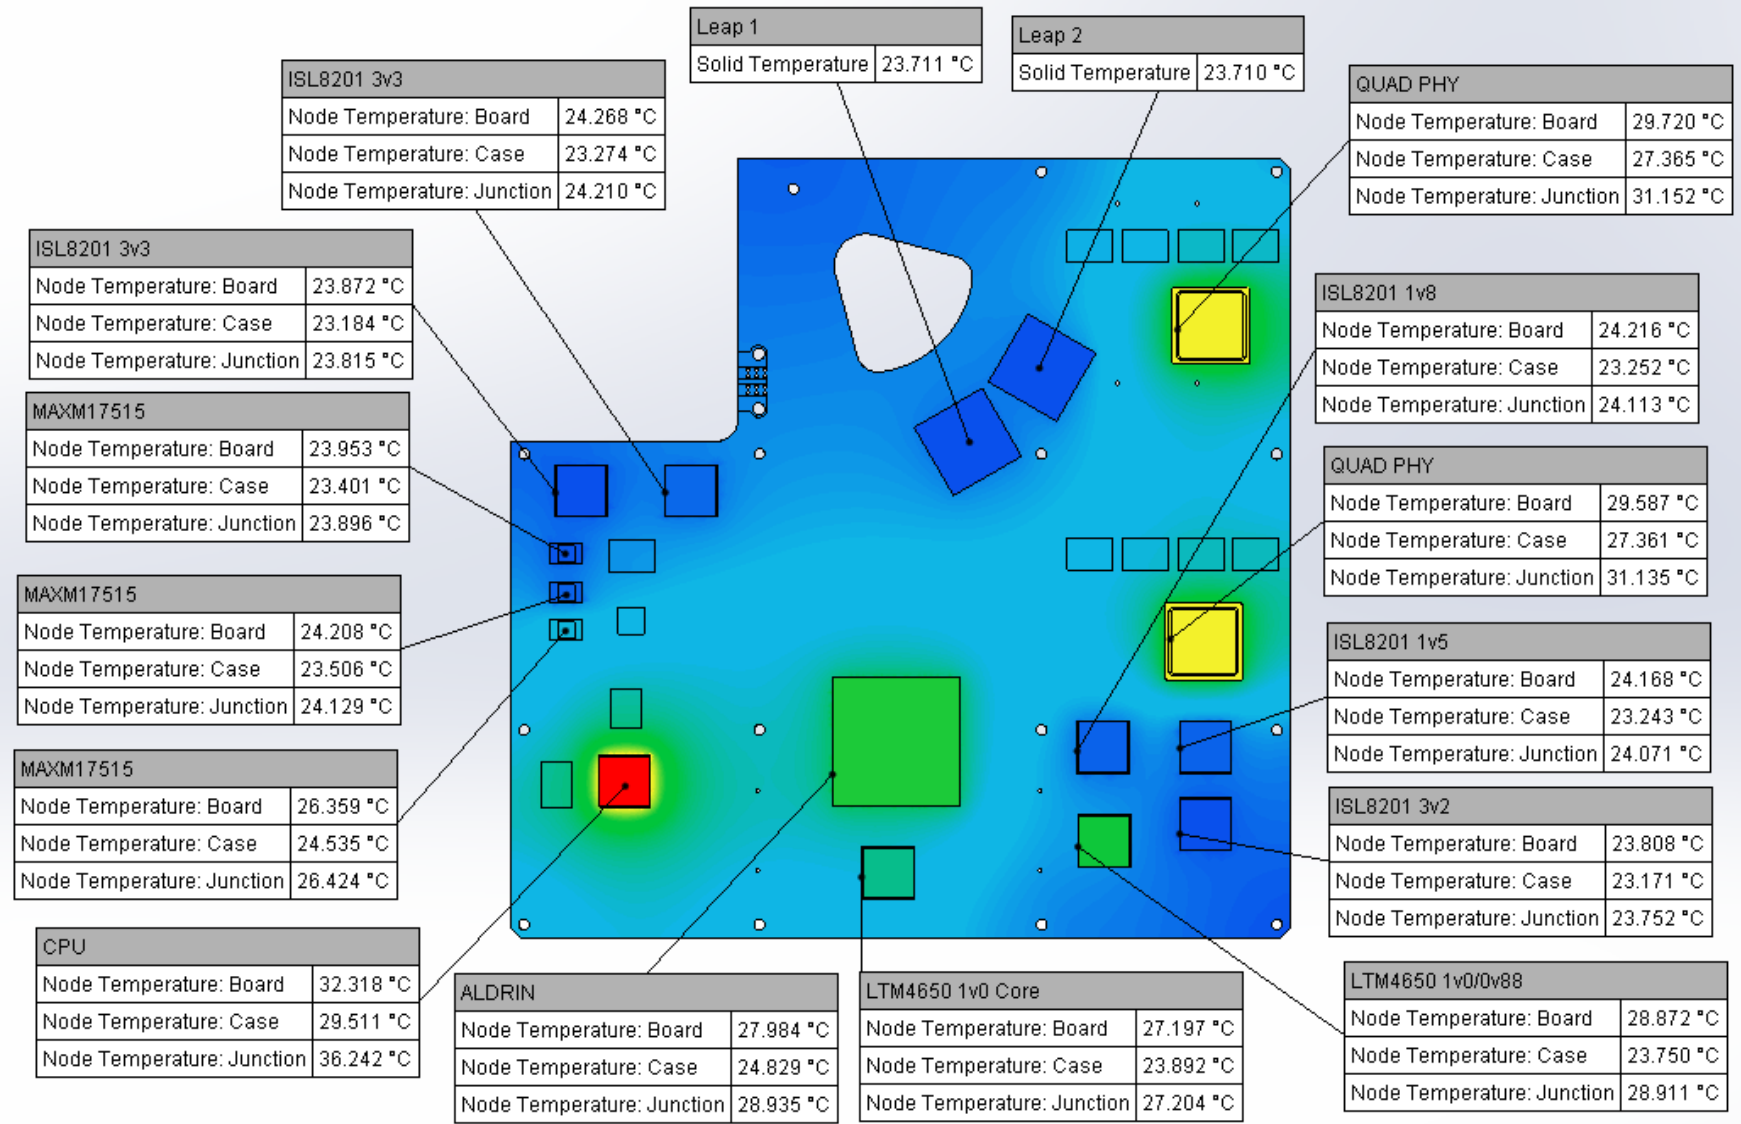 Leap 1
Solid Temperature 23.711 °C
Leap 2
Solid Temperature 23.710 °C
ISL8201 3v3
Node Temperature: Board 24.268 °C
Node Temperature: Case 23.274 °C
Node Temperature: Junction 24.210 °C
QUAD PHY
Node Temperature: Board 29.720 °C
Node Temperature: Case 27.365 °C
Node Temperature: Junction 31.152 °C
ISL8201 3v3
Node Temperature: Board 23.872 °C
Node Temperature: Case 23.184 °C
Node Temperature: Junction 23.815 °C
ISL8201 1v8
Node Temperature: Board 24.216 °C
Node Temperature: Case 23.252 °C
Node Temperature: Junction 24.113 °C
MAXM17515
Node Temperature: Board 23.953 °C
Node Temperature: Case 23.401 °C
Node Temperature: Junction 23.896 °C
QUAD PHY
Node Temperature: Board 29.587 °C
Node Temperature: Case 27.361 °C
Node Temperature: Junction 31.135 °C
MAXM17515
Node Temperature: Board 24.208 °C
Node Temperature: Case 23.506 °C
Node Temperature: Junction 24.129 °C
ISL8201 1v5
Node Temperature: Board 24.168 °C
Node Temperature: Case 23.243 °C
Node Temperature: Junction 24.071 °C
MAXM17515
Node Temperature: Board 26.359 °C
Node Temperature: Case 24.535 °C
Node Temperature: Junction 26.424 °C
ISL8201 3v2
Node Temperature: Board 23.808 °C
Node Temperature: Case 23.171 °C
Node Temperature: Junction 23.752 °C
CPU
Node Temperature: Board 32.318 °C
Node Temperature: Case 29.511 °C
Node Temperature: Junction 36.242 °C
ALDRIN
Node Temperature: Board 27.984 °C
Node Temperature: Case 24.829 °C
Node Temperature: Junction 28.935 °C
LTM4650 1v0 Core
Node Temperature: Board 27.197 °C
Node Temperature: Case 23.892 °C
Node Temperature: Junction 27.204 °C
LTM4650 1v0/0v88
Node Temperature: Board 28.872 °C
Node Temperature: Case 23.750 °C
Node Temperature: Junction 28.911 °C